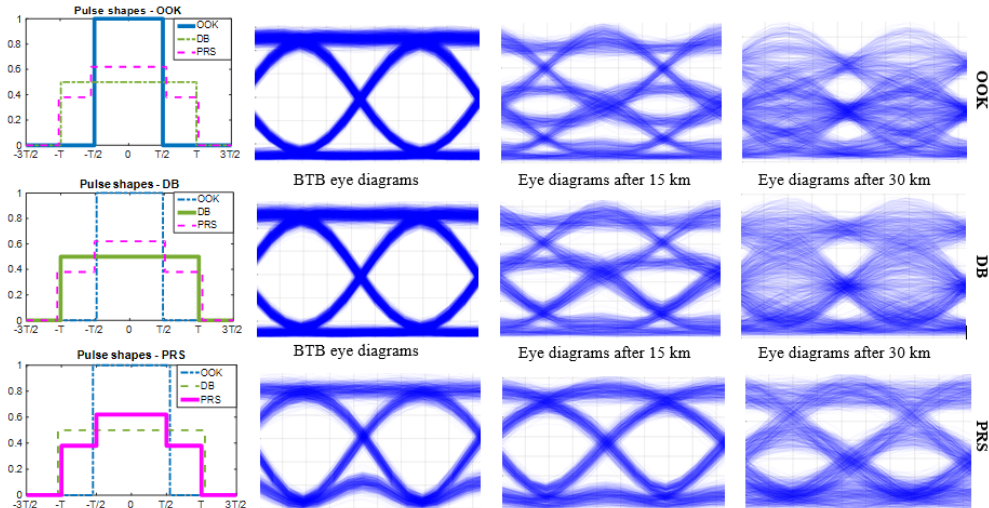 Pulse shapes - OOK
OOK
DB
PRS
1
0.8
0.6
0.4
0.2
0
-3T/2 -T -T/2 0 T/2 T 3T/2
OOK
BTB eye diagrams
Eye diagrams after 15 km
Eye diagrams after 30 km
Pulse shapes - DB
OOK
DB
PRS
1
0.8
0.6
0.4
0.2
0
-3T/2 -T -T/2 0 T/2 T 3T/2
DB
BTB eye diagrams
Eye diagrams after 15 km
Eye diagrams after 30 km
Pulse shapes - PRS
OOK
DB
PRS
1
0.8
0.6
0.4
0.2
0
-3T/2 -T -T/2 0 T/2 T 3T/2
PRS